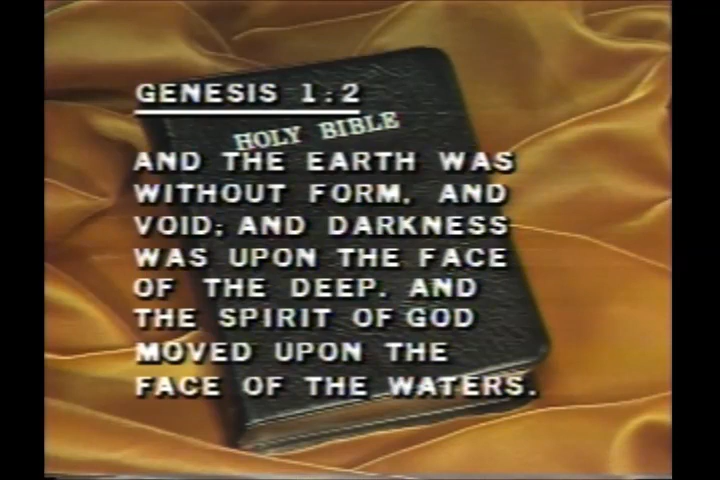 GENESIS 1:2
HOLY BIBLE
AND THE EARTH WAS
WITHOUT FORM, AND
VOID; AND DARKNESS
WAS UPON THE FACE
OF THE DEEP. AND
THE SPIRIT OF GOD
MOVED UPON THE
FACE OF THE WATERS.